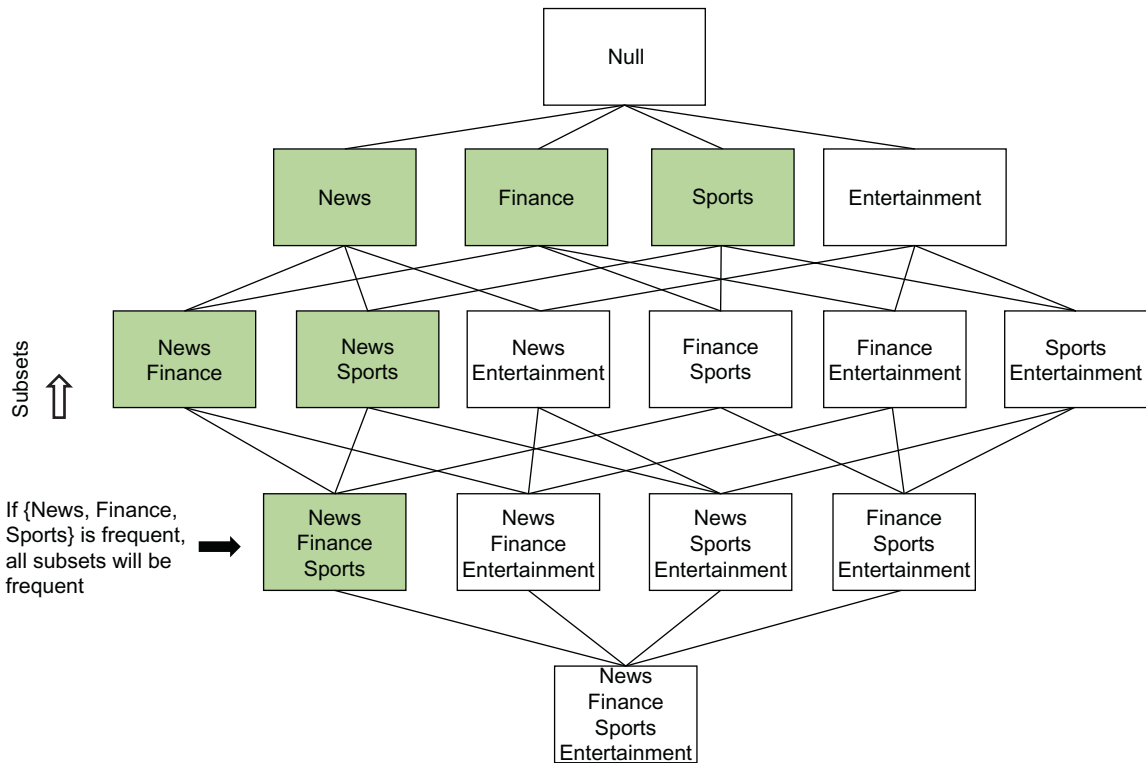 Null
News
Finance
Sports
Entertainment
News
Finance
News
Sports
News
Entertainment
Finance
Sports
Finance
Entertainment
Sports
Entertainment
Subsets
If {News, Finance,
Sports} is frequent,
all subsets will be
frequent
News
Finance
Sports
News
Finance
Entertainment
News
Sports
Entertainment
Finance
Sports
Entertainment
News
Finance
Sports
Entertainment